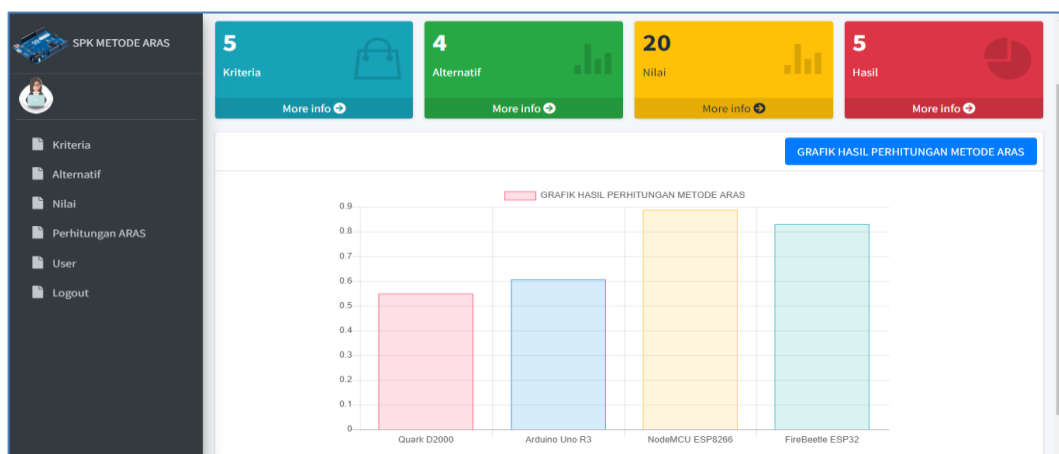 SPK METODE ARAS
Kriteria
Alternatif
Nilai
Perhitungan ARAS
User
Logout
5
Kriteria
More info
4
Alternatif
More info
20
Nilai
More info
5
Hasil
More info
GRAFIK HASIL PERHITUNGAN METODE ARAS
GRAFIK HASIL PERHITUNGAN METODE ARAS
0.9
0.8
0.7
0.6
0.5
0.4
0.3
0.2
0.1
0
Quark D2000
Arduino Uno R3
NodeMCU ESP8266
FireBeetle ESP32